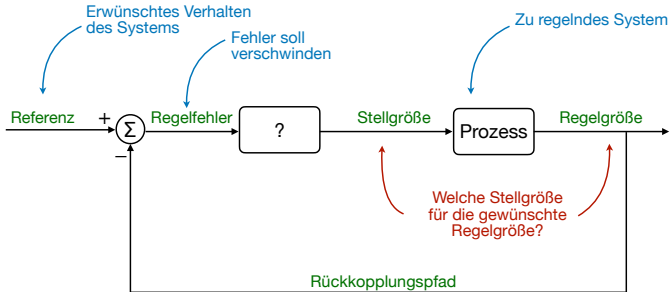 Erwünschtes Verhalten
des Systems
Fehler soll
verschwinden
Zu regelndes System
Referenz
+
Σ
−
Regelfehler
?
Stellgröße
Prozess
Regelgröße
Welche Stellgröße
für die gewünschte
Regelgröße?
Rückkopplungspfad